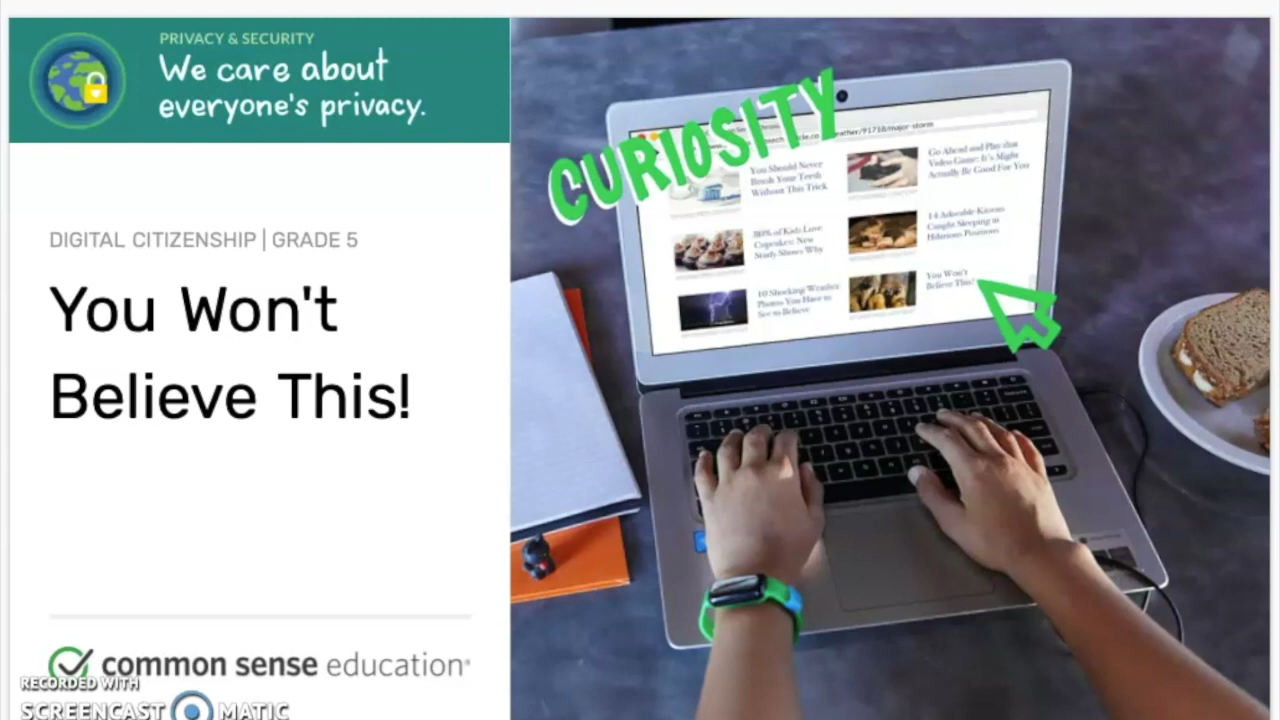 PRIVACY & SECURITY
We care about
everyone's privacy.
DIGITAL CITIZENSHIP | GRADE 5
You Won't
Believe This!
common sense education
RECORDED WITH
SCREENCAST MATIC
CURIOSITY
You Should Never
Brush Your Teeth
Without This Trick
Go Ahead and Play that
Video Game: It's Might
Actually Be Good For You
of Kids Love
Cupcakes: New
Study Shows Why
14 Adorable Kittens
Caught Sleeping in
Hilarious Positions
10 Shocking Weather
Photos You Have to
See to Believe
You Won't
Believe This!